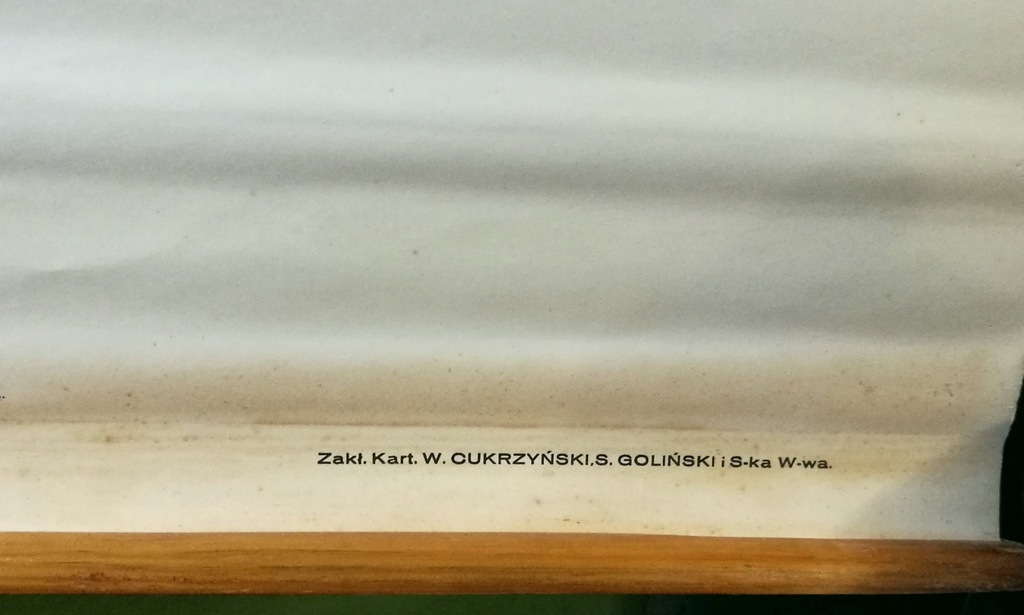 Zakł. Kart. W. CUKRZYŃSKI, S. GOLIŃSKI i S-ka W-wa.